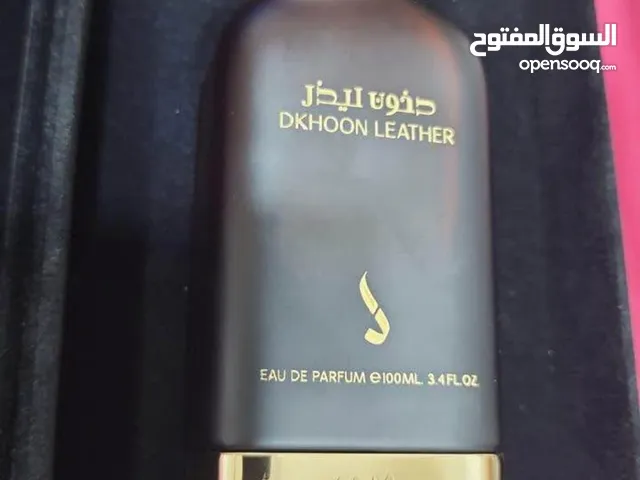 السوق المفتوح
opensooq.com
دخون ليذر
DKHOON LEATHER
EAU DE PARFUM ℮100ML. 3.4FL.OZ